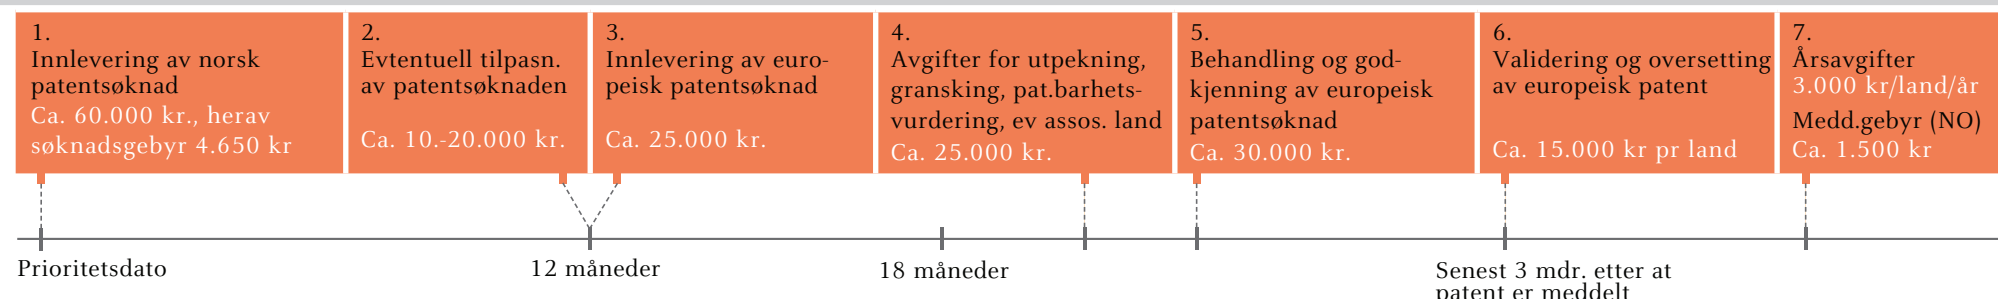 1.
Innlevering av norsk
patentsøknad
Ca. 60.000 kr., herav
søknadsgebyr 4.650 kr
2.
Evtentuell tilpasn.
av patentsøknaden
Ca. 10.-20.000 kr.
3.
Innlevering av euro-
peisk patentsøknad
Ca. 25.000 kr.
4.
Avgifter for utpekning,
gransking, pat.barhets-
vurdering, ev assos. land
Ca. 25.000 kr.
5.
Behandling og god-
kjenning av europeisk
patentsøknad
Ca. 30.000 kr.
6.
Validering og oversetting
av europeisk patent
Ca. 15.000 kr pr land
7.
Årsavgifter
3.000 kr/land/år
Medd.gebyr (NO)
Ca. 1.500 kr
Prioritetsdato
12 måneder
18 måneder
Senest 3 mdr. etter at
patent er meddelt